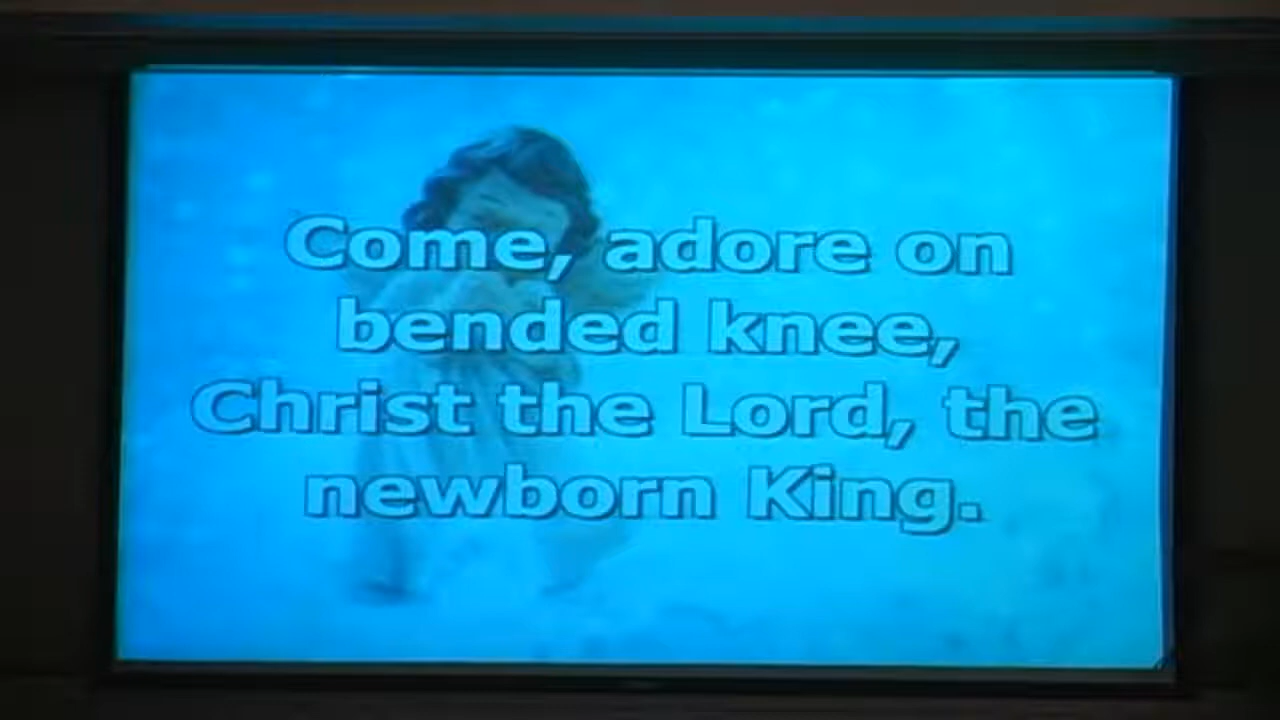 Come, adore on
bended knee,
Christ the Lord, the
newborn King.